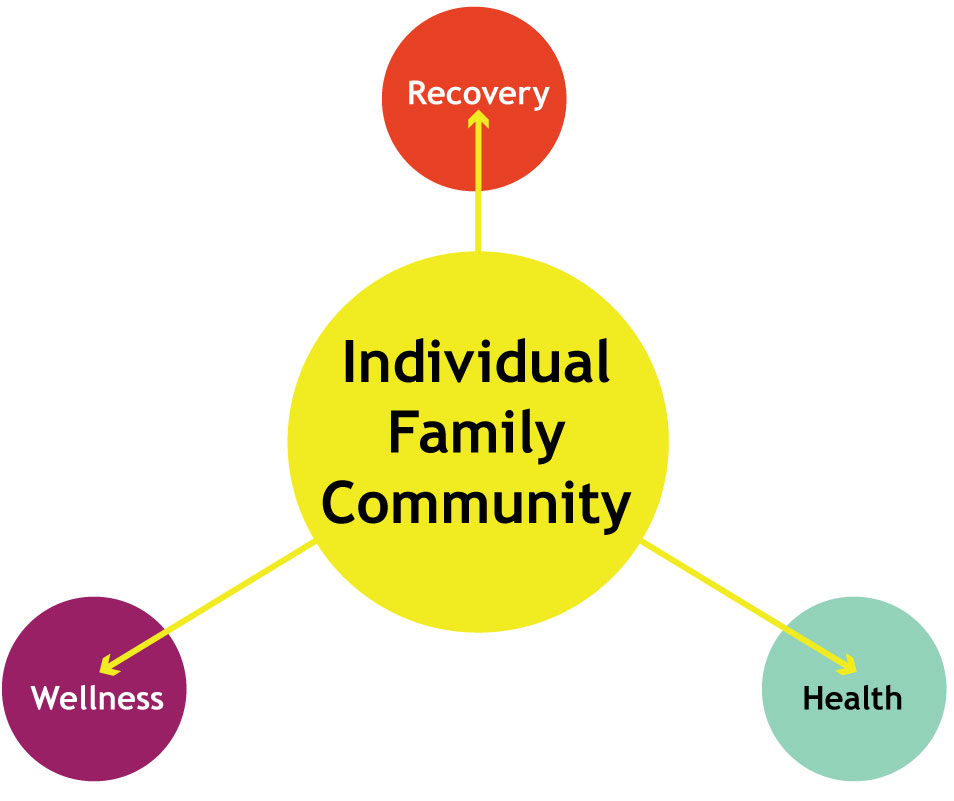 Recovery
Individual
Family
Community
Wellness
Health